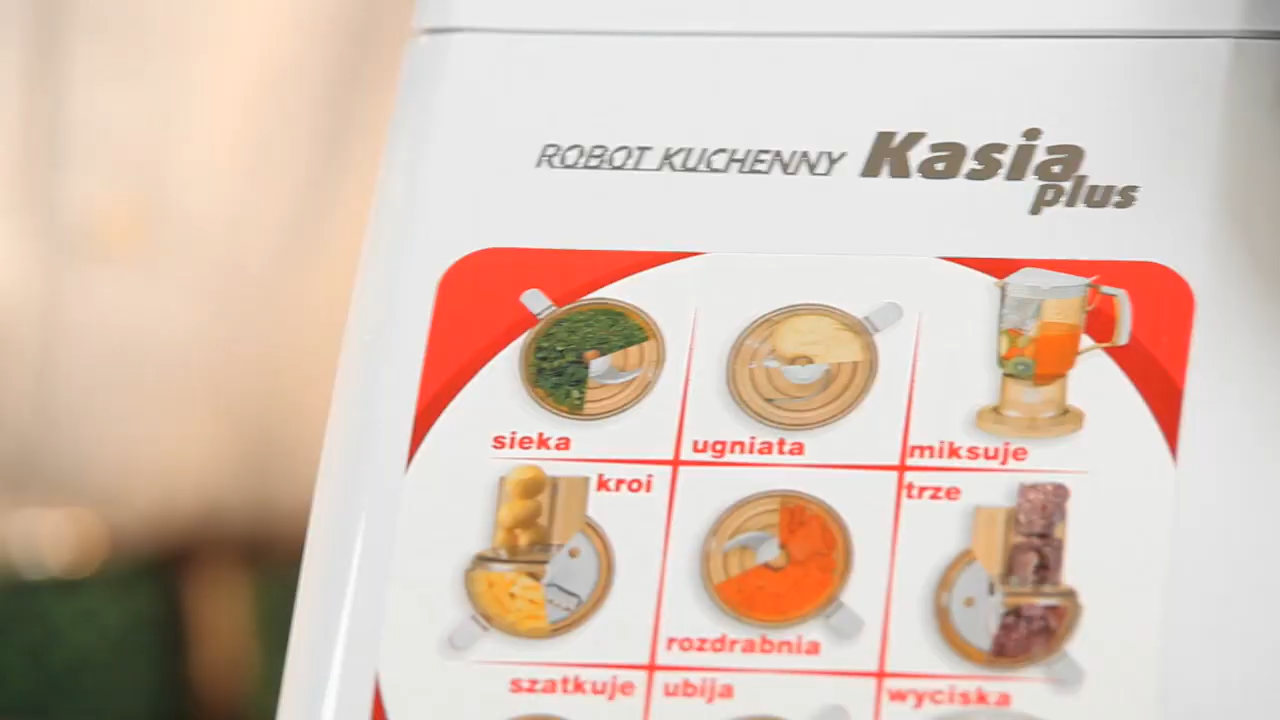 ROBOT KUCHENNY Kasia
plus
sieka
ugniata
miksuje
kroi
rozdrabnia
trze
szatkuje
ubija
wyciska